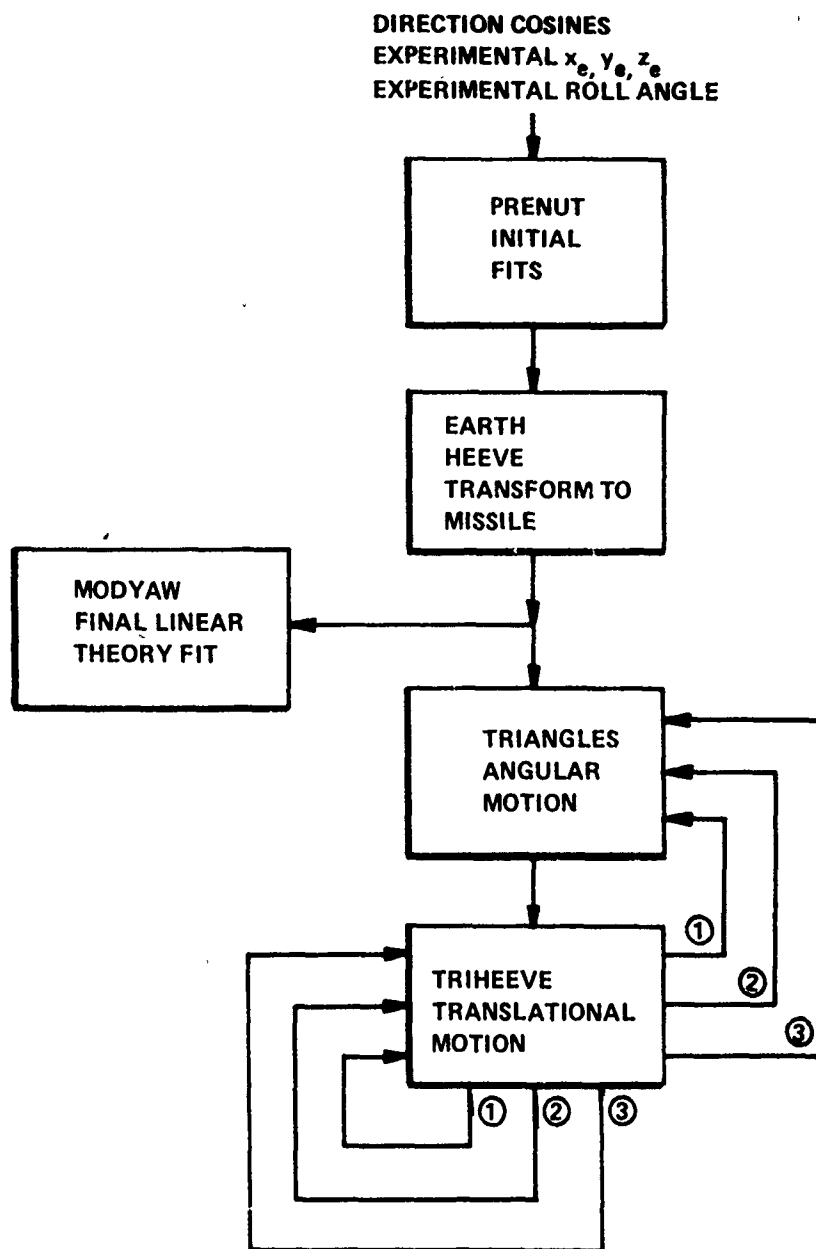 DIRECTION COSINES
EXPERIMENTAL xₑ, yₑ, zₑ
EXPERIMENTAL ROLL ANGLE
PRENUT
INITIAL
FITS
EARTH
HEEVE
TRANSFORM TO
MISSILE
MODYAW
FINAL LINEAR
THEORY FIT
TRIANGLES
ANGULAR
MOTION
①
②
③
TRIHEEVE
TRANSLATIONAL
MOTION
① ② ③